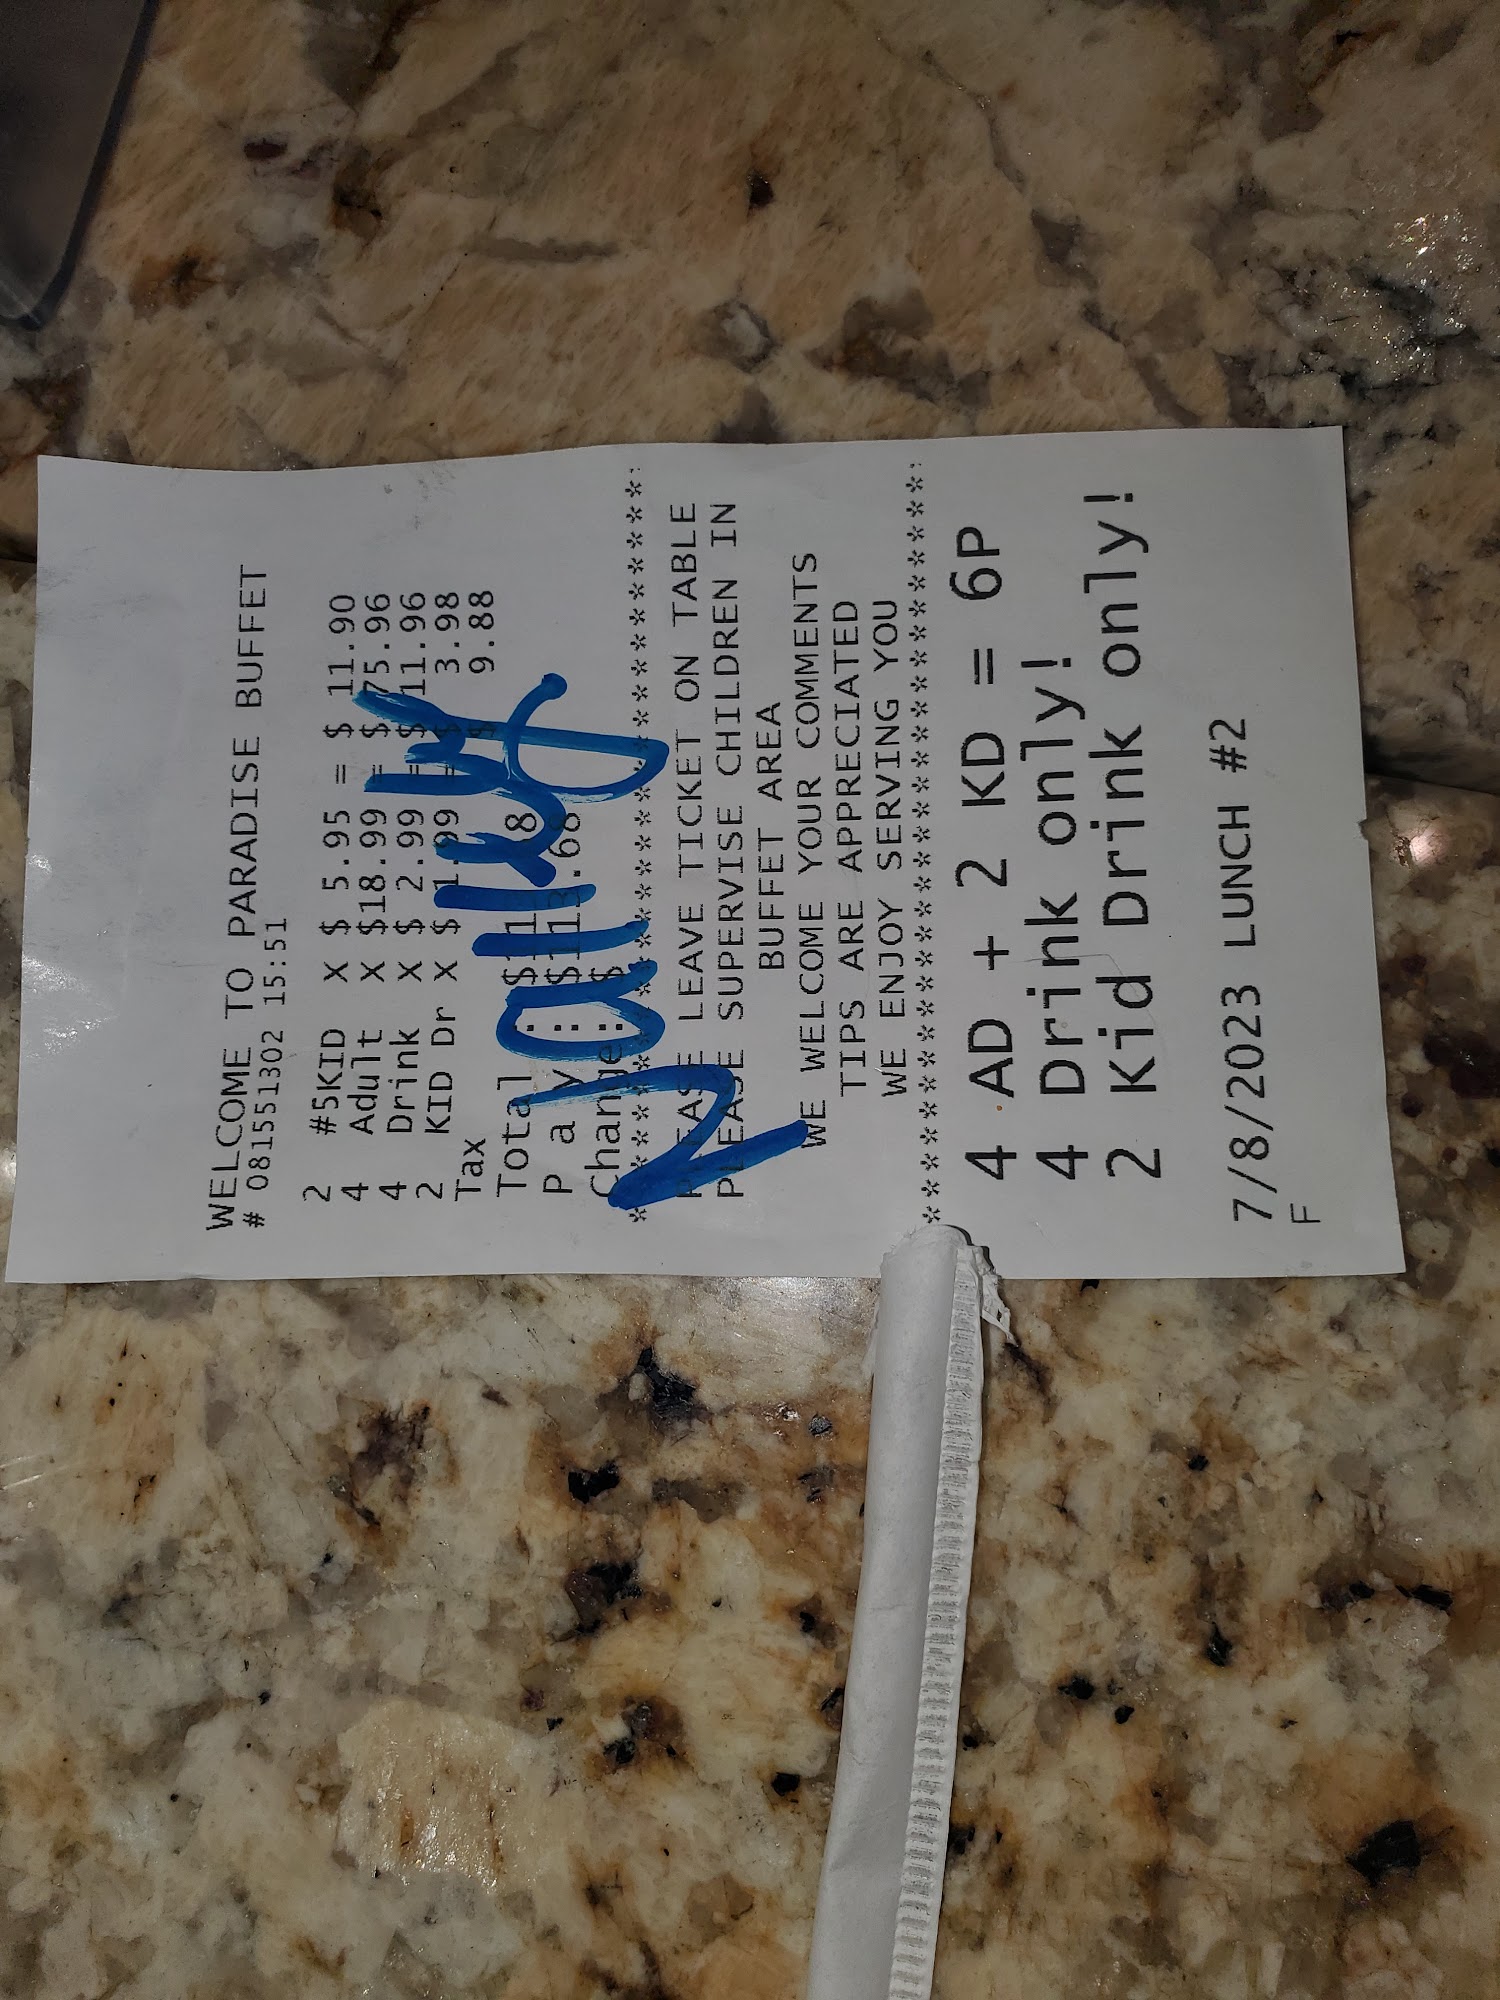 WELCOME TO PARADISE BUFFET
# 081551302 15:51
2 #5KID X $ 5.95 = $ 11.90
4 Adult X $18.99 = $ 75.96
4 Drink X $ 2.99 = $ 11.96
2 KID Dr X $ 1.99 = $ 3.98
Tax $ 9.88
Total
P a y : $113.68
Change : $
***********************
PLEASE LEAVE TICKET ON TABLE
PLEASE SUPERVISE CHILDREN IN
BUFFET AREA
WE WELCOME YOUR COMMENTS
TIPS ARE APPRECIATED
WE ENJOY SERVING YOU
***********************
4 AD + 2 KD = 6P
4 Drink only!
2 Kid Drink only!
7/8/2023 LUNCH #2
F